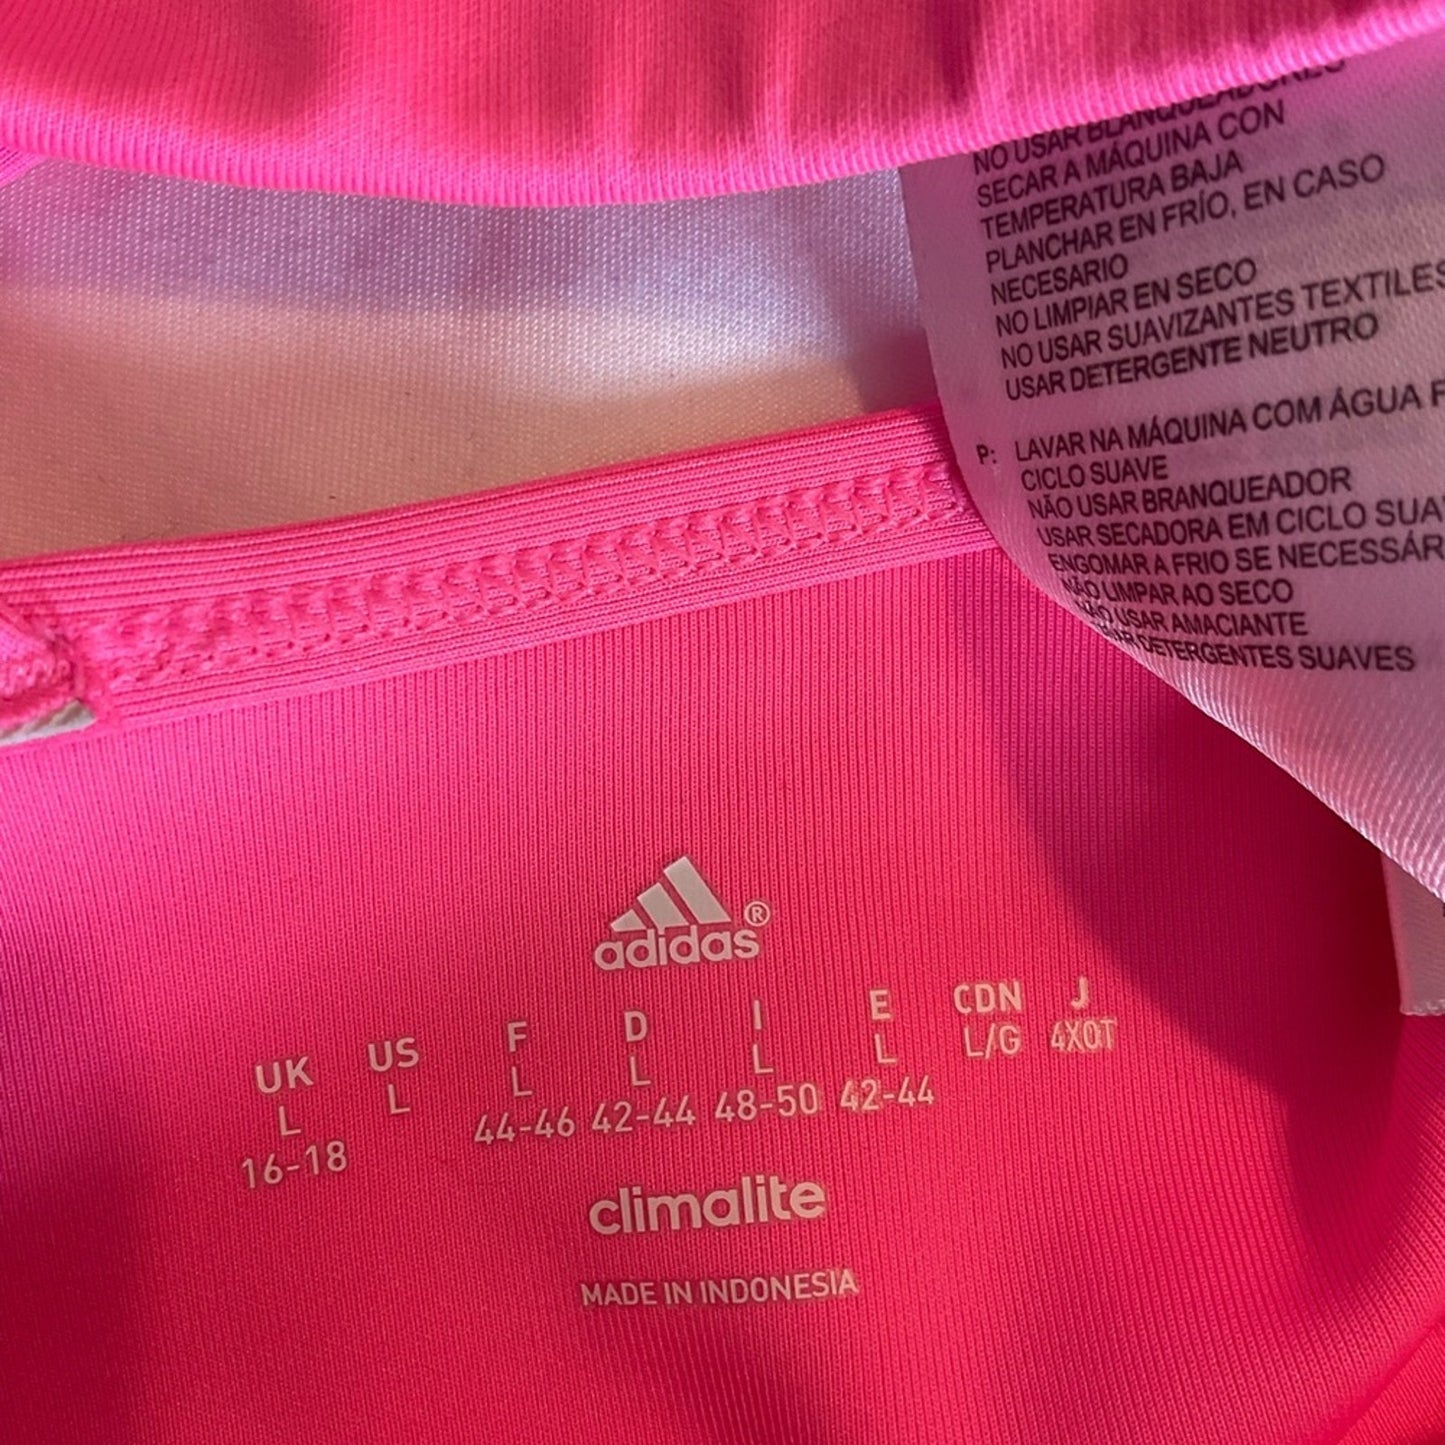 NO USAR BLANQUEADORES
SECAR A MÁQUINA CON
TEMPERATURA BAJA
PLANCHAR EN FRÍO, EN CASO
NECESARIO
NO LIMPIAR EN SECO
NO USAR SUAVIZANTES TEXTILES
USAR DETERGENTE NEUTRO
P: LAVAR NA MÁQUINA COM ÁGUA F
CICLO SUAVE
NÃO USAR BRANQUEADOR
USAR SECADORA EM CICLO SUA
ENGOMAR A FRIO SE NECESSÁR
NÃO LIMPAR AO SECO
NÃO USAR AMACIANTE
DETERGENTES SUAVES
adidas®
UK US F D I E CDN J
L L L L L L L/G 4XOT
16-18 44-46 42-44 48-50 42-44
climalite
MADE IN INDONESIA